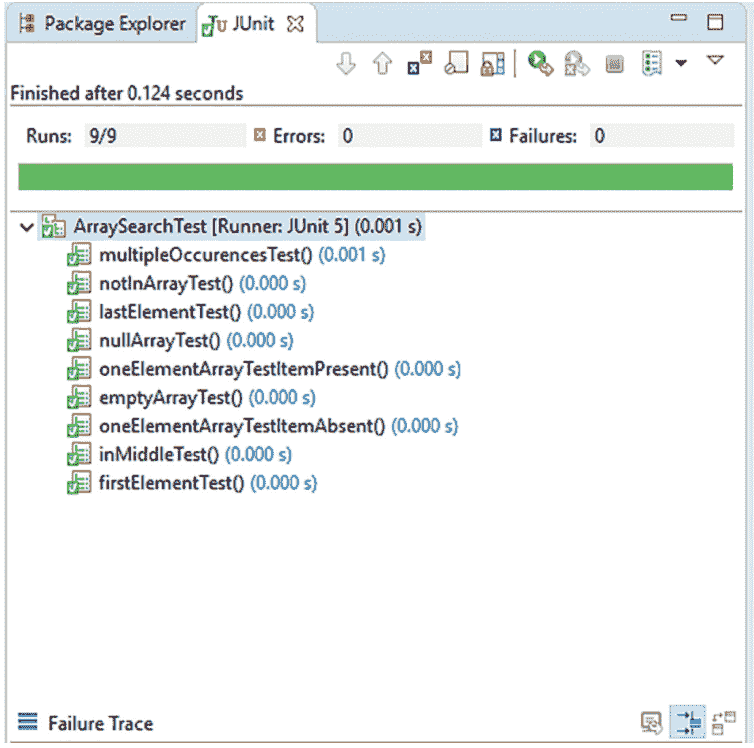 Package Explorer JUnit
Finished after 0.124 seconds
Runs: 9/9 Errors: 0 Failures: 0
ArraySearchTest [Runner: JUnit 5] (0.001 s)
multipleOccurencesTest() (0.001 s)
notInArrayTest() (0.000 s)
lastElementTest() (0.000 s)
nullArrayTest() (0.000 s)
oneElementArrayTestItemPresent() (0.000 s)
emptyArrayTest() (0.000 s)
oneElementArrayTestItemAbsent() (0.000 s)
inMiddleTest() (0.000 s)
firstElementTest() (0.000 s)
Failure Trace